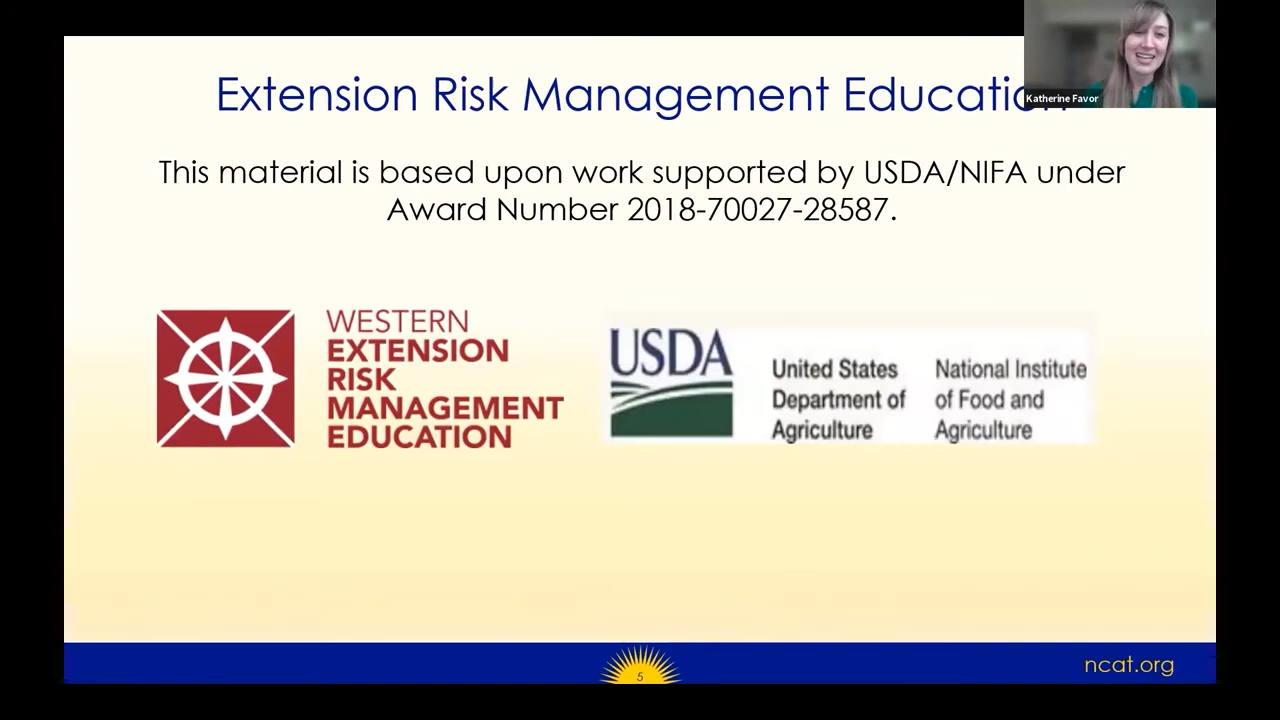 Extension Risk Management Education
Katherine Favor
This material is based upon work supported by USDA/NIFA under
Award Number 2018-70027-28587.
WESTERN
EXTENSION
RISK
MANAGEMENT
EDUCATION
USDA
United States
Department of
Agriculture
National Institute
of Food and
Agriculture
5
ncat.org